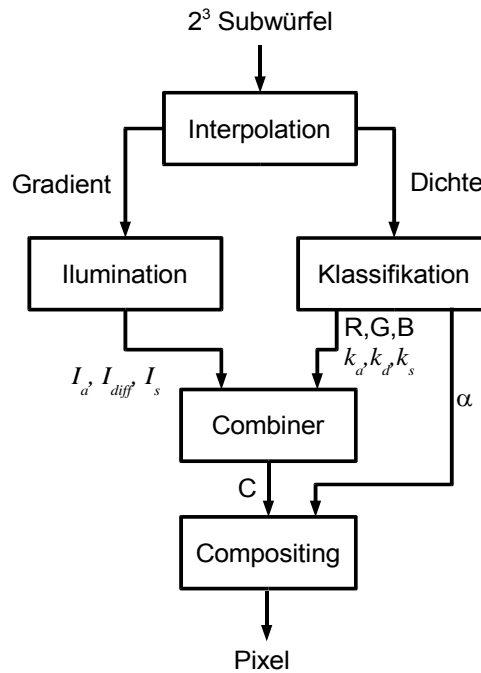 2³ Subwürfel
Interpolation
Gradient
Dichte
Ilumination
Klassifikation
R,G,B
k_a,k_d,k_s
I_a, I_diff, I_s
α
Combiner
C
Compositing
Pixel